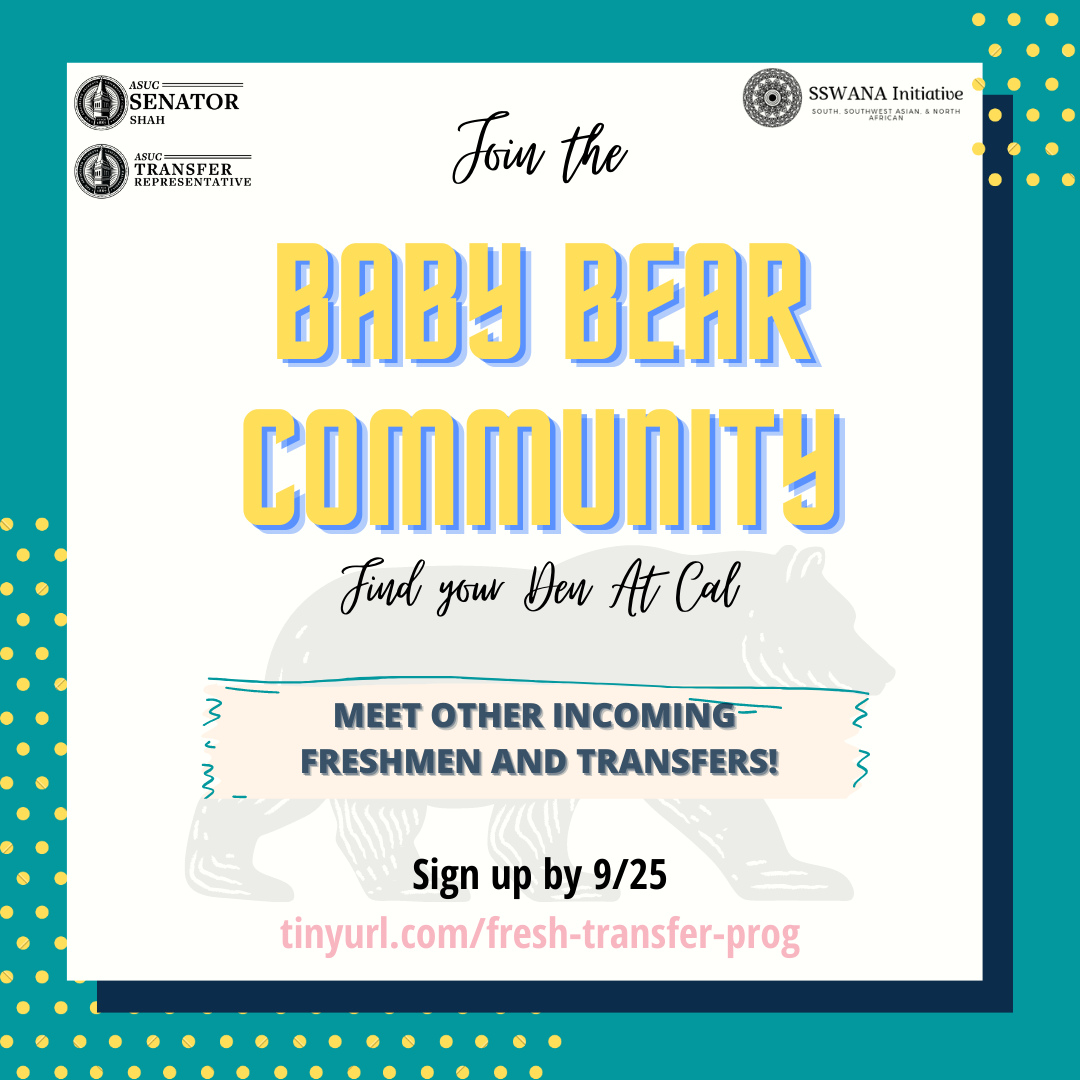 ASUC
SENATOR
SHAH
ASUC
TRANSFER
REPRESENTATIVE
SSWANA Initiative
SOUTH, SOUTHWEST ASIAN, & NORTH
AFRICAN
Join the
BABY BEAR
COMMUNITY
Find your Den At Cal
MEET OTHER INCOMING
FRESHMEN AND TRANSFERS!
Sign up by 9/25
tinyurl.com/fresh-transfer-prog